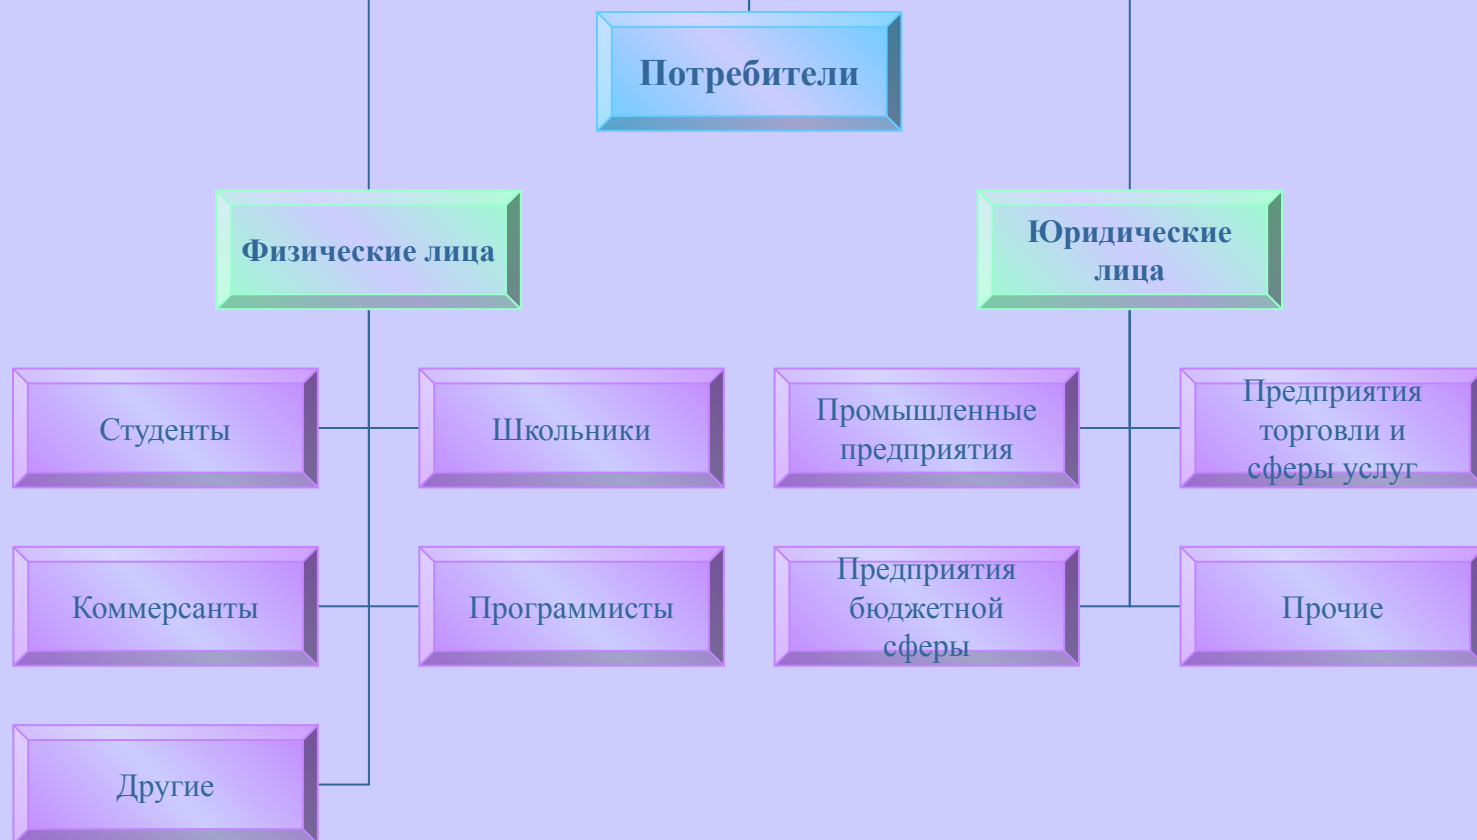 Потребители
Физические лица
Юридические
лица
Студенты
Школьники
Промышленные
предприятия
Предприятия
торговли и
сферы услуг
Коммерсанты
Программисты
Предприятия
бюджетной
сферы
Прочие
Другие